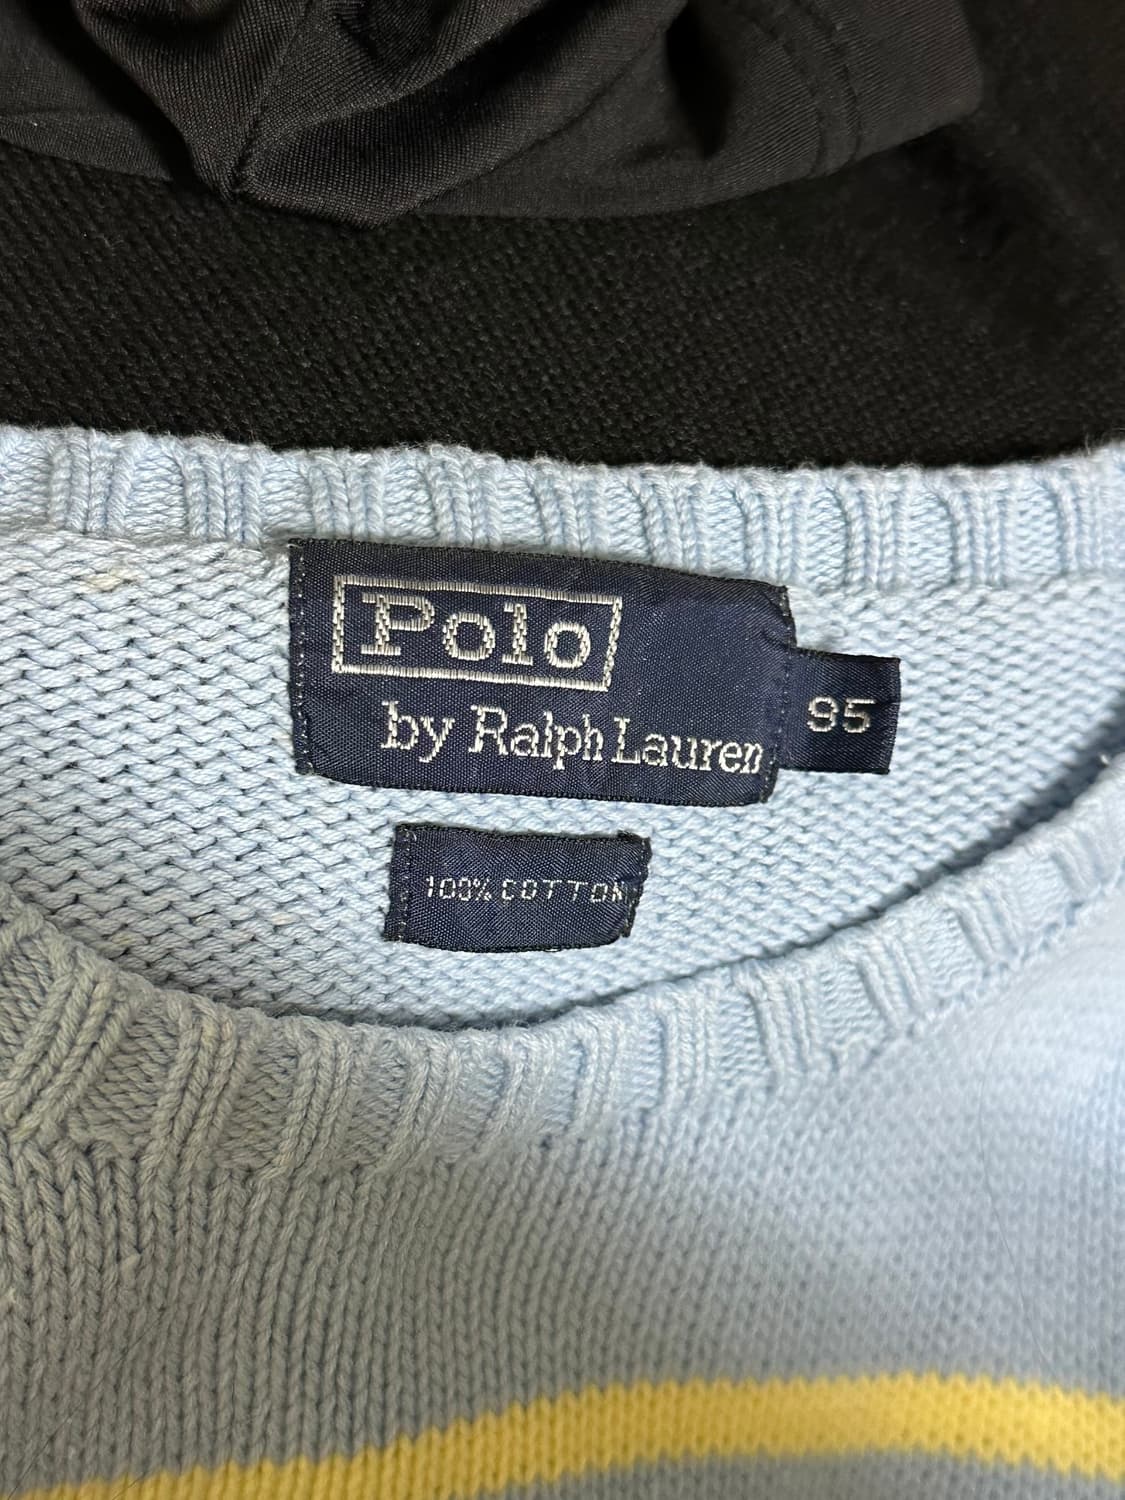 Polo
by Ralph Lauren
95
100% COTTON